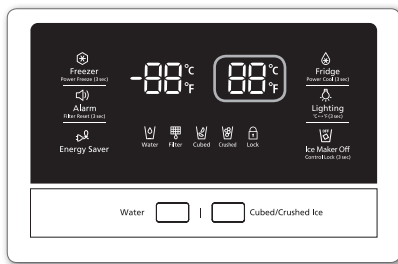 Freezer
Power Freeze (3 sec)
Alarm
Filter Reset (3 sec)
Energy Saver
-88°C °F
88°C °F
Water Filter Cubed Crushed Lock
Fridge
Power Cool (3 sec)
Lighting
°C↔°F (3 sec)
OFF
Ice Maker Off
Control Lock (3 sec)
Water | Cubed/Crushed Ice